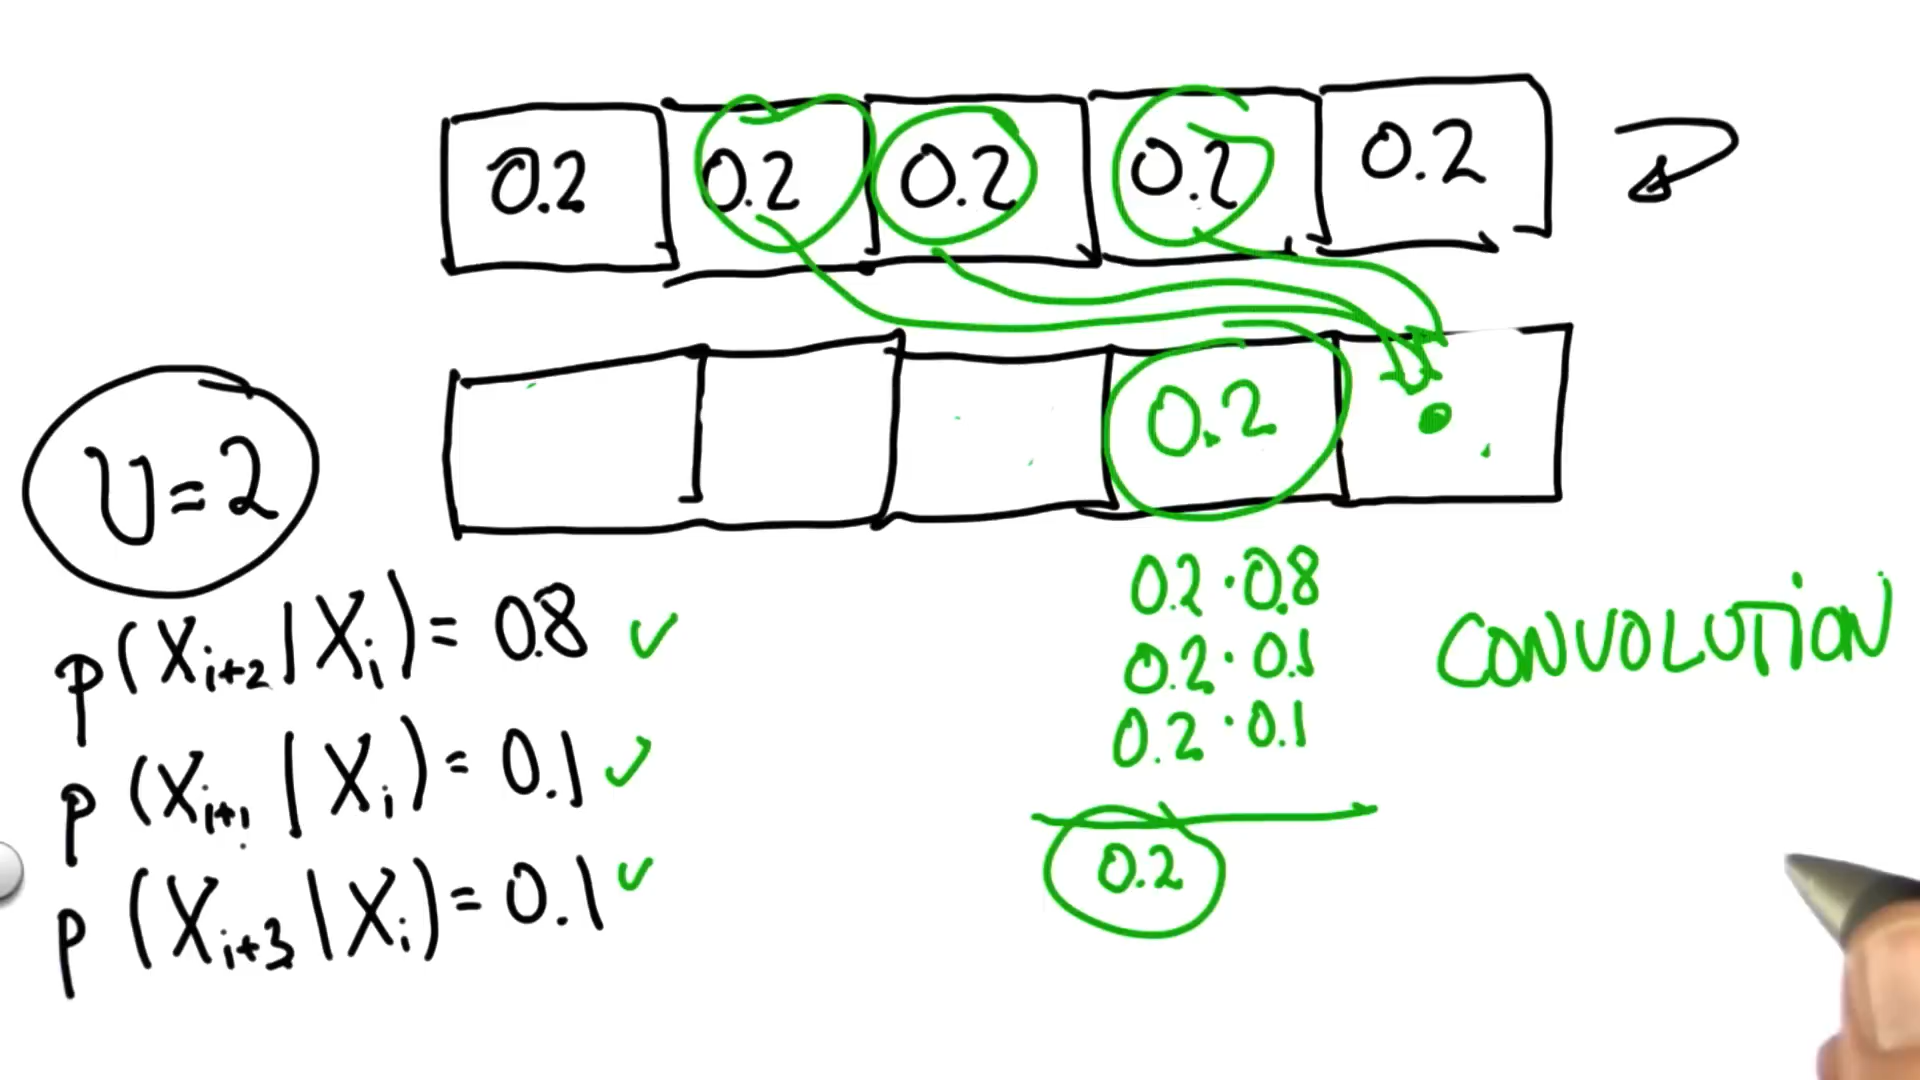 0.2 0.2 0.2 0.2 0.2
0.2
U=2
0.2·0.8
0.2·0.1
0.2·0.1
0.2
CONVOLUTION
p(Xi+2|Xi)=0.8
p(Xi+1|Xi)=0.1
p(Xi+3|Xi)=0.1